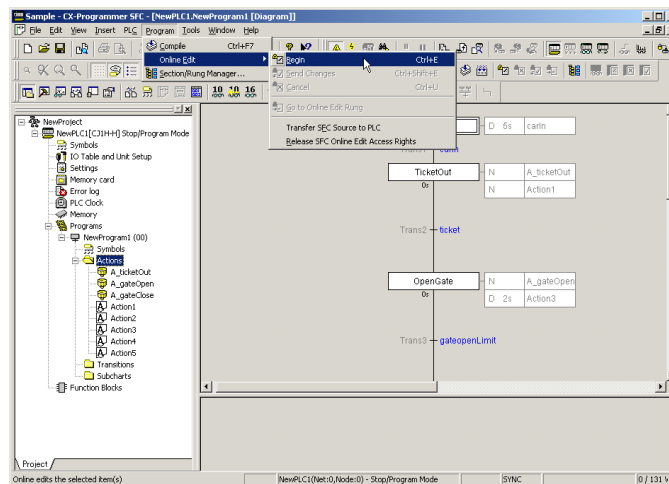 Sample - CX-Programmer SFC - [NewPLC1.NewProgram1 [Diagram]]
File Edit View Insert PLC Program Tools Window Help
Compile Ctrl+F7
Online Edit
Section/Rung Manager...
Begin Ctrl+E
Send Changes Ctrl+Shift+E
Cancel Ctrl+U
Go to Online Edit Rung
Transfer SFC Source to PLC
Release SFC Online Edit Access Rights
10 10 16
NewProject
NewPLC1[CJ1H-H] Stop/Program Mode
Symbols
IO Table and Unit Setup
Settings
Memory card
Error log
PLC Clock
Memory
Programs
NewProgram1 (00)
Symbols
Actions
A_ticketOut
A_gateOpen
A_gateClose
Action1
Action2
Action3
Action4
Action5
Transitions
Subcharts
Function Blocks
Project
D 6s carIn
TicketOut N A_ticketOut
0s N Action1
Trans2 ticket
OpenGate N A_gateOpen
0s D 2s Action3
Trans3 gateopenLimit
Online edits the selected item(s) NewPLC1(Net:0,Node:0) - Stop/Program Mode SYNC 0 / 131